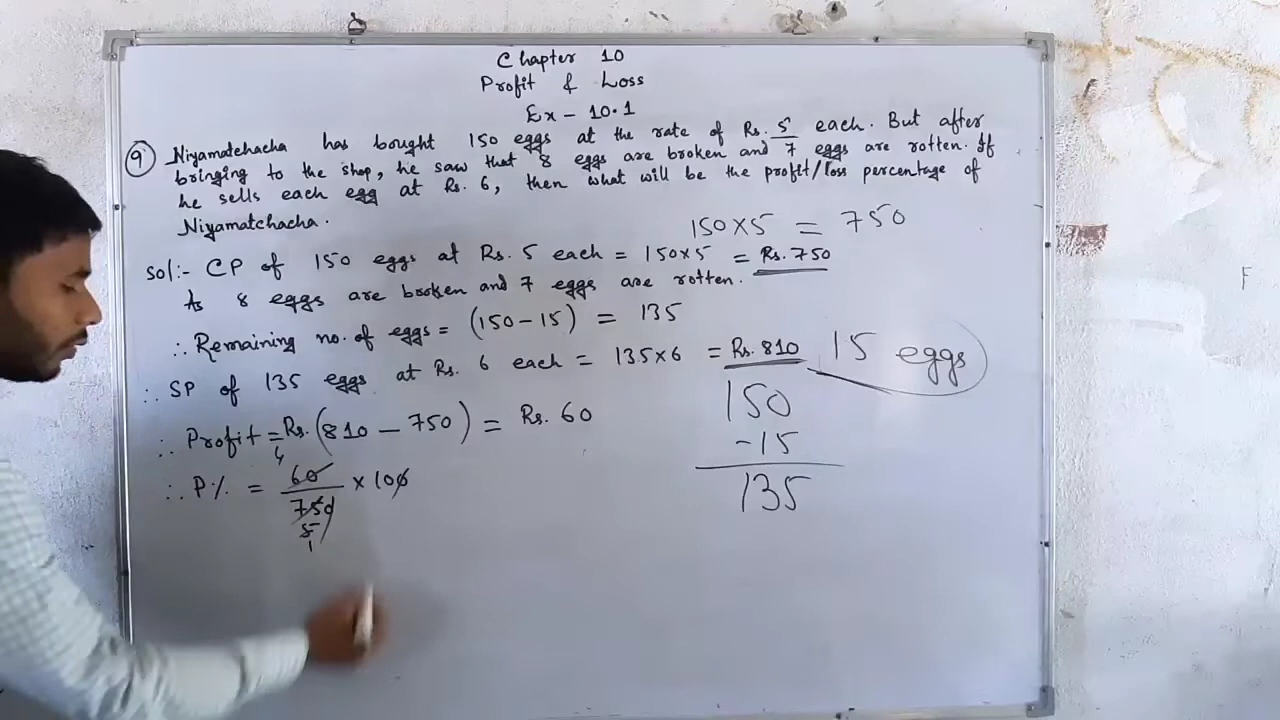 Chapter 10
Profit & Loss
Ex - 10.1
9 Niyamatchacha has bought 150 eggs at the rate of Rs. 5 each. But after
bringing to the shop, he saw that 8 eggs are broken and 7 eggs are rotten. If
he sells each egg at Rs. 6, then what will be the profit/loss percentage of
Niyamatchacha.
150×5 = 750
Sol:- CP of 150 eggs at Rs. 5 each = 150×5 = Rs. 750
As 8 eggs are broken and 7 eggs are rotten.
∴ Remaining no. of eggs = (150-15) = 135
∴ SP of 135 eggs at Rs. 6 each = 135×6 = Rs. 810
15 eggs
150
-15
135
∴ Profit = Rs. (810 - 750) = Rs. 60
4
∴ P% = 60/750 × 100
5
1
F